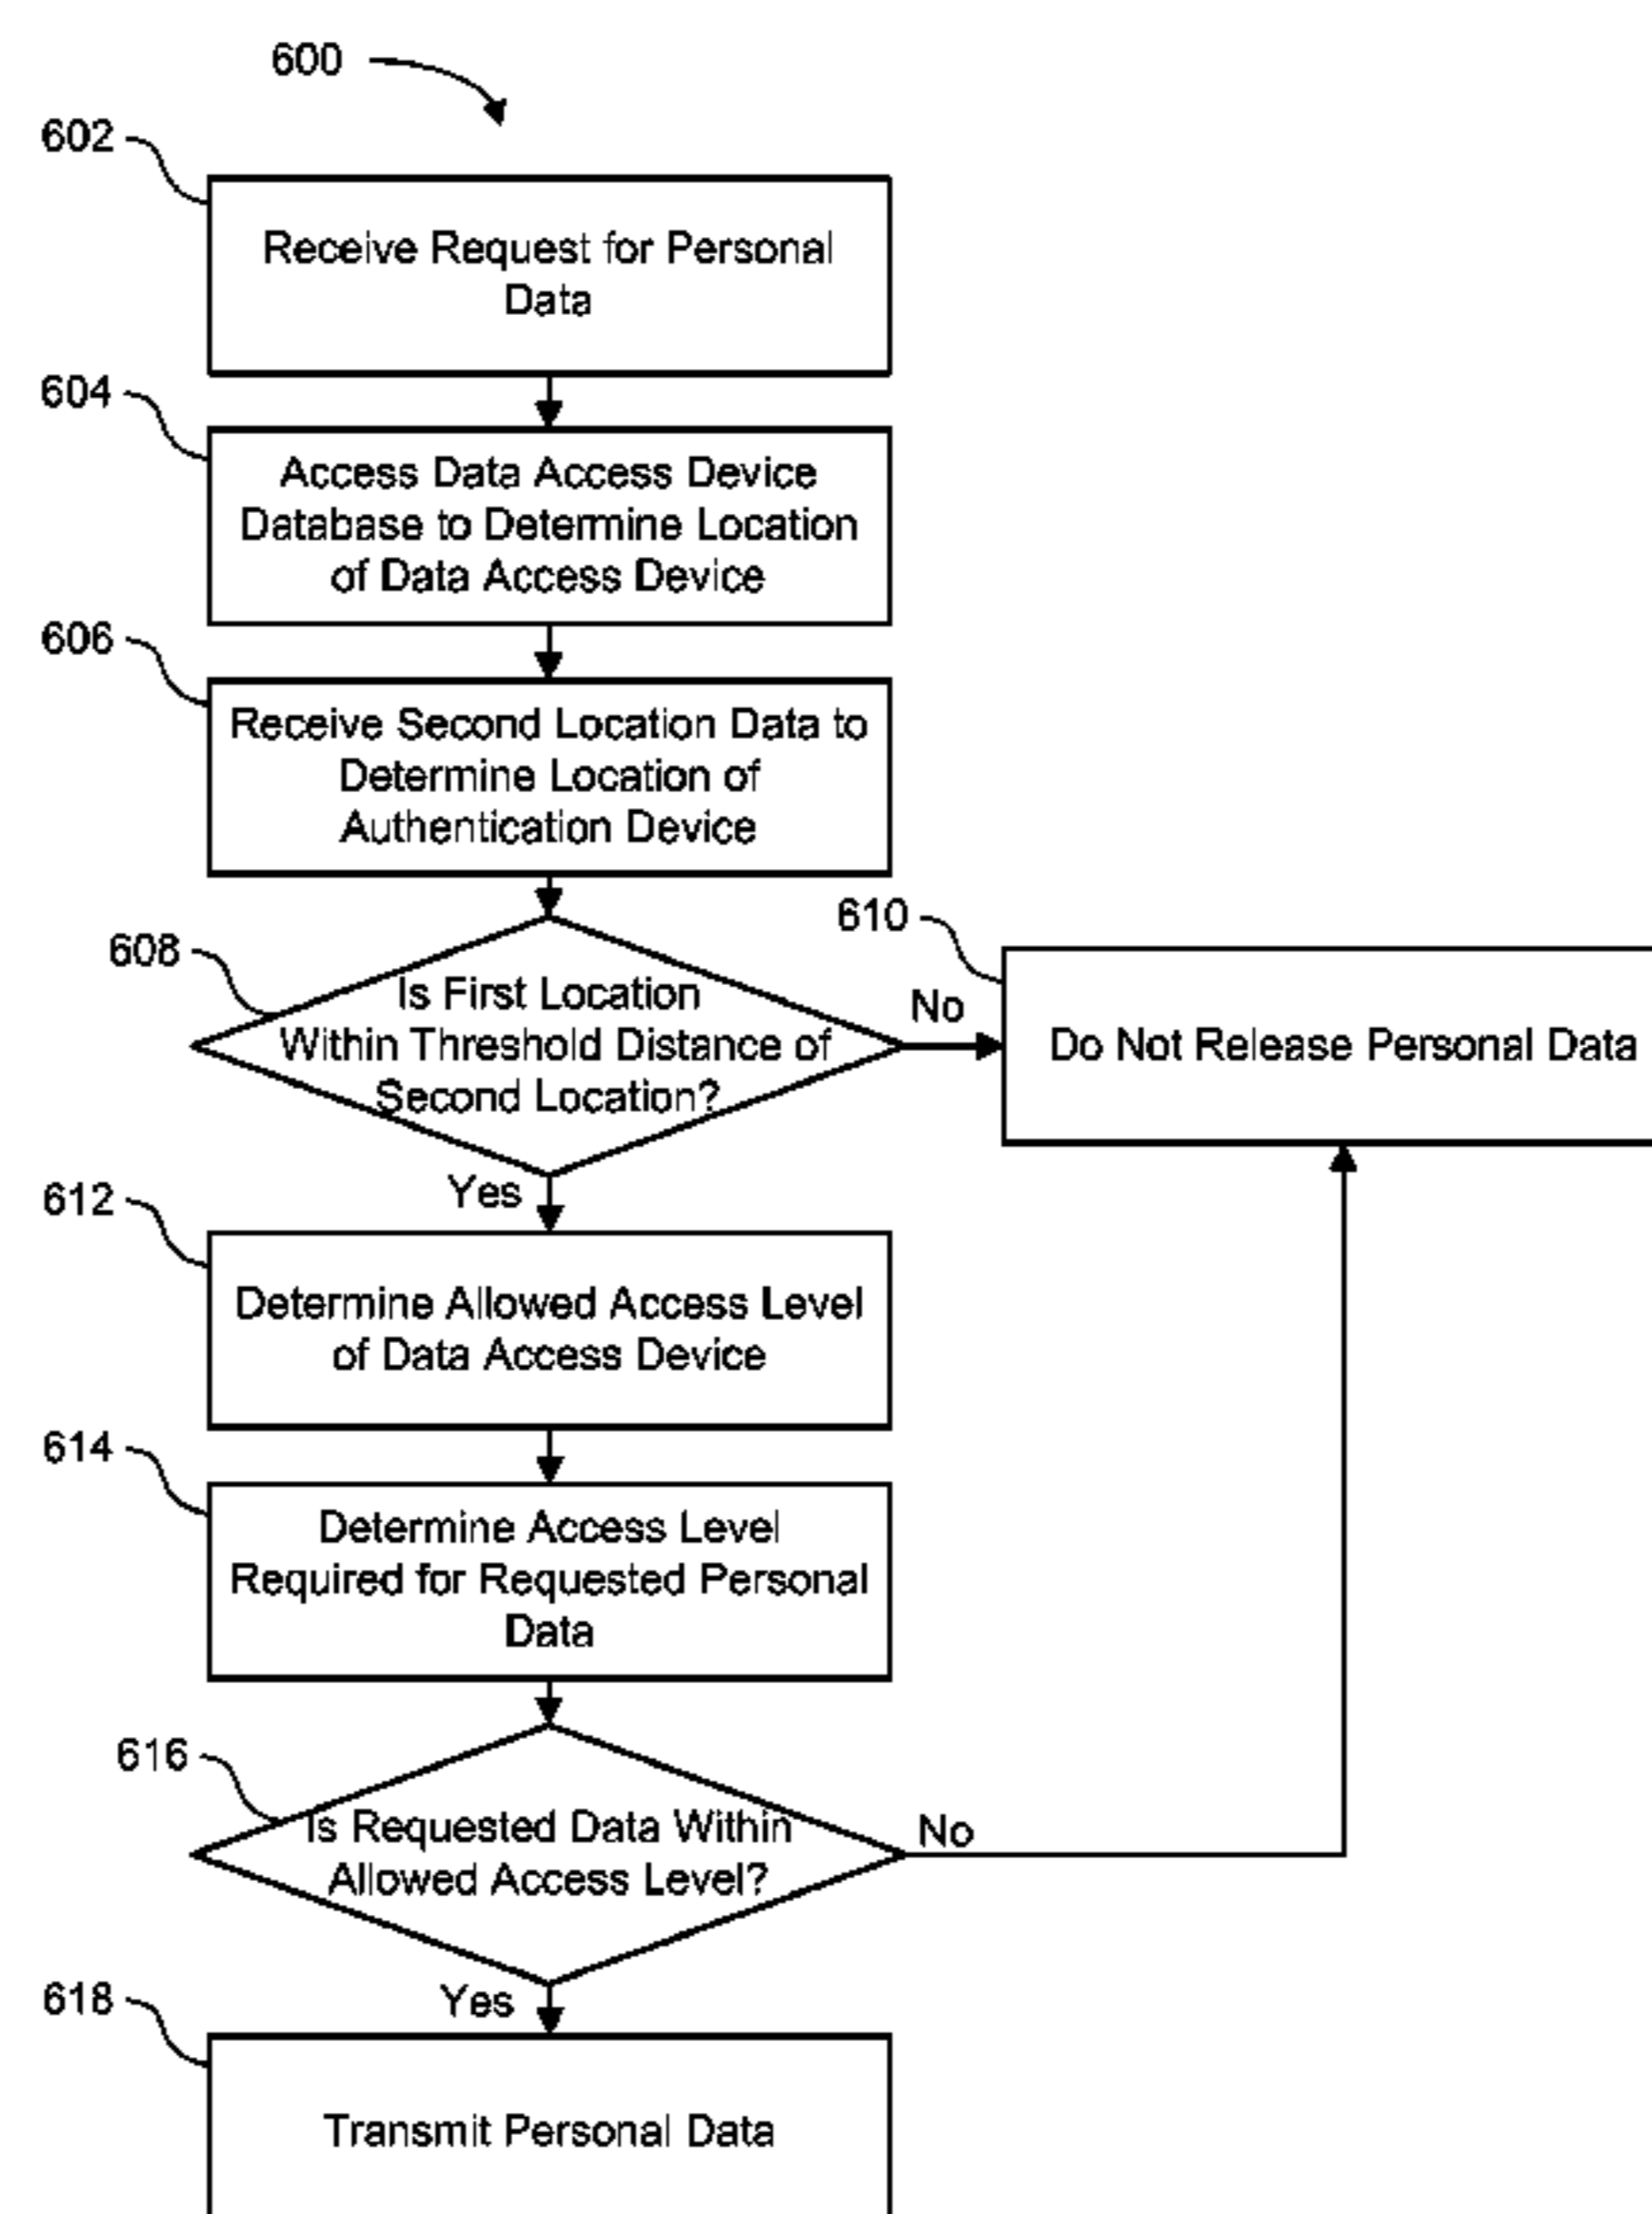 600
602
Receive Request for Personal
Data
604
Access Data Access Device
Database to Determine Location
of Data Access Device
606
Receive Second Location Data to
Determine Location of
Authentication Device
608
Is First Location
Within Threshold Distance of
Second Location?
No
610
Do Not Release Personal Data
Yes
612
Determine Allowed Access Level
of Data Access Device
614
Determine Access Level
Required for Requested Personal
Data
616
Is Requested Data Within
Allowed Access Level?
No
Yes
618
Transmit Personal Data